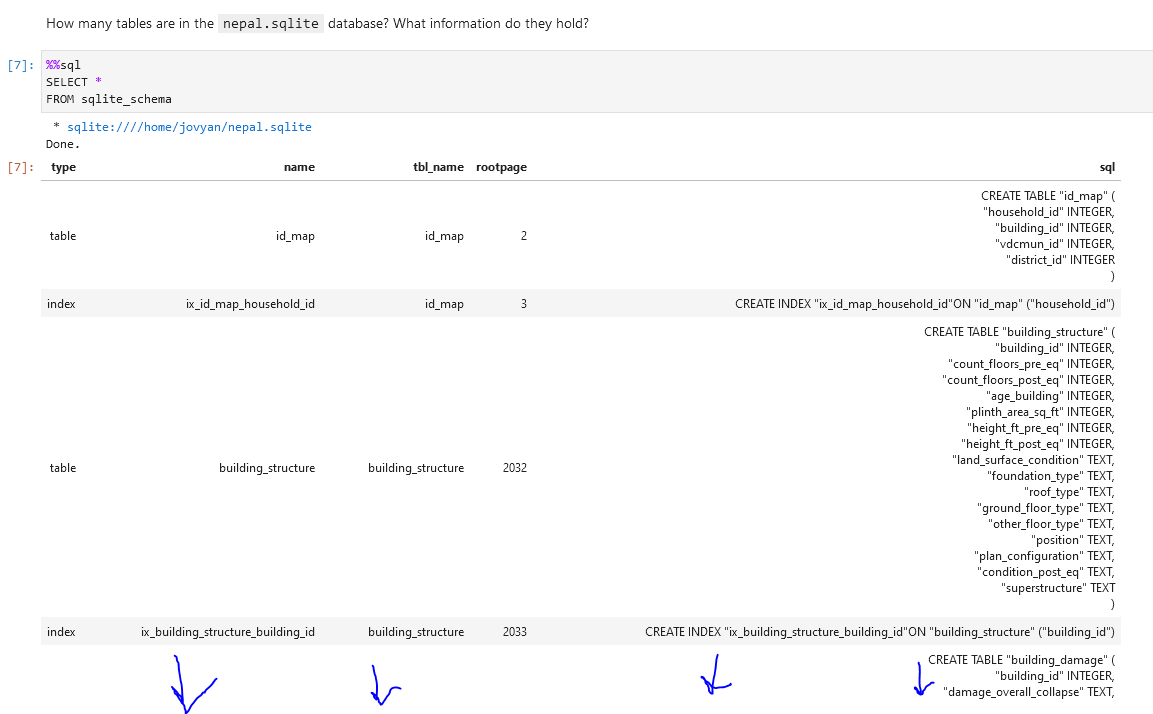 How many tables are in the nepal.sqlite database? What information do they hold?
[7]: %%sql
SELECT *
FROM sqlite_schema
* sqlite:////home/jovyan/nepal.sqlite
Done.
[7]: type name tbl_name rootpage sql
CREATE TABLE "id_map" (
"household_id" INTEGER,
"building_id" INTEGER,
table id_map id_map 2 "vdcmun_id" INTEGER,
"district_id" INTEGER
)
index ix_id_map_household_id id_map 3 CREATE INDEX "ix_id_map_household_id"ON "id_map" ("household_id")
CREATE TABLE "building_structure" (
"building_id" INTEGER,
"count_floors_pre_eq" INTEGER,
"count_floors_post_eq" INTEGER,
"age_building" INTEGER,
"plinth_area_sq_ft" INTEGER,
"height_ft_pre_eq" INTEGER,
"height_ft_post_eq" INTEGER,
table building_structure building_structure 2032 "land_surface_condition" TEXT,
"foundation_type" TEXT,
"roof_type" TEXT,
"ground_floor_type" TEXT,
"other_floor_type" TEXT,
"position" TEXT,
"plan_configuration" TEXT,
"condition_post_eq" TEXT,
"superstructure" TEXT
)
index ix_building_structure_building_id building_structure 2033 CREATE INDEX "ix_building_structure_building_id"ON "building_structure" ("building_id")
CREATE TABLE "building_damage" (
"building_id" INTEGER,
"damage_overall_collapse" TEXT,